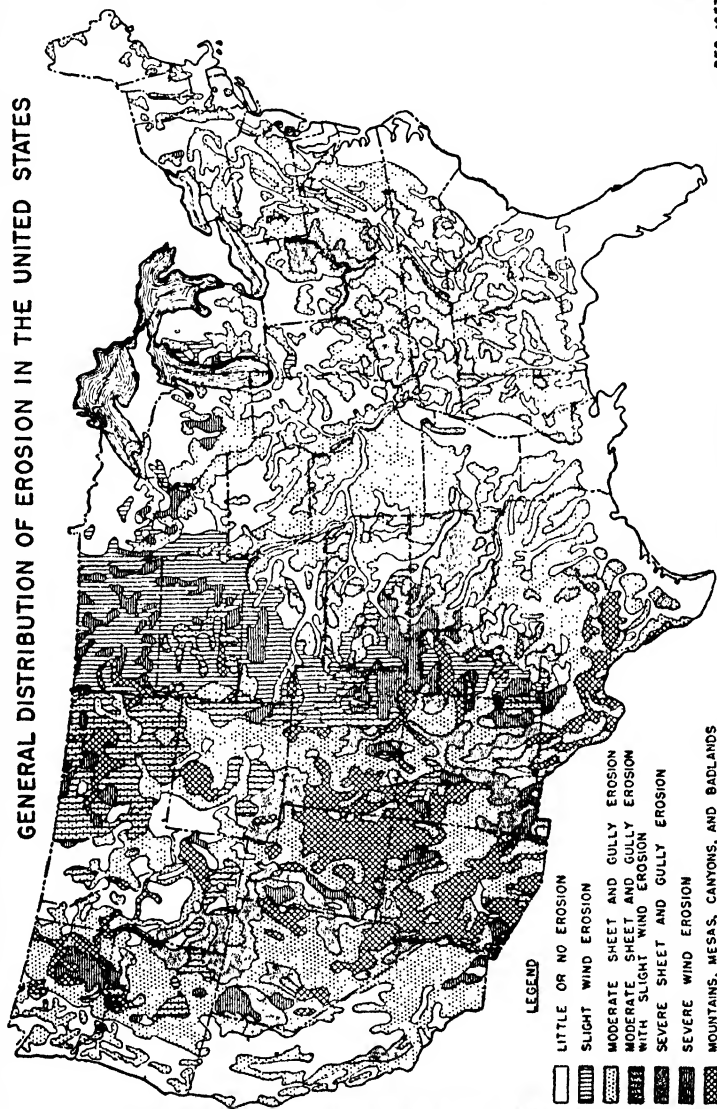 GENERAL DISTRIBUTION OF EROSION IN THE UNITED STATES
LEGEND
LITTLE OR NO EROSION
SLIGHT WIND EROSION
MODERATE SHEET AND GULLY EROSION
MODERATE SHEET AND GULLY EROSION
WITH SLIGHT WIND EROSION
SEVERE SHEET AND GULLY EROSION
SEVERE WIND EROSION
MOUNTAINS, MESAS, CANYONS, AND BADLANDS